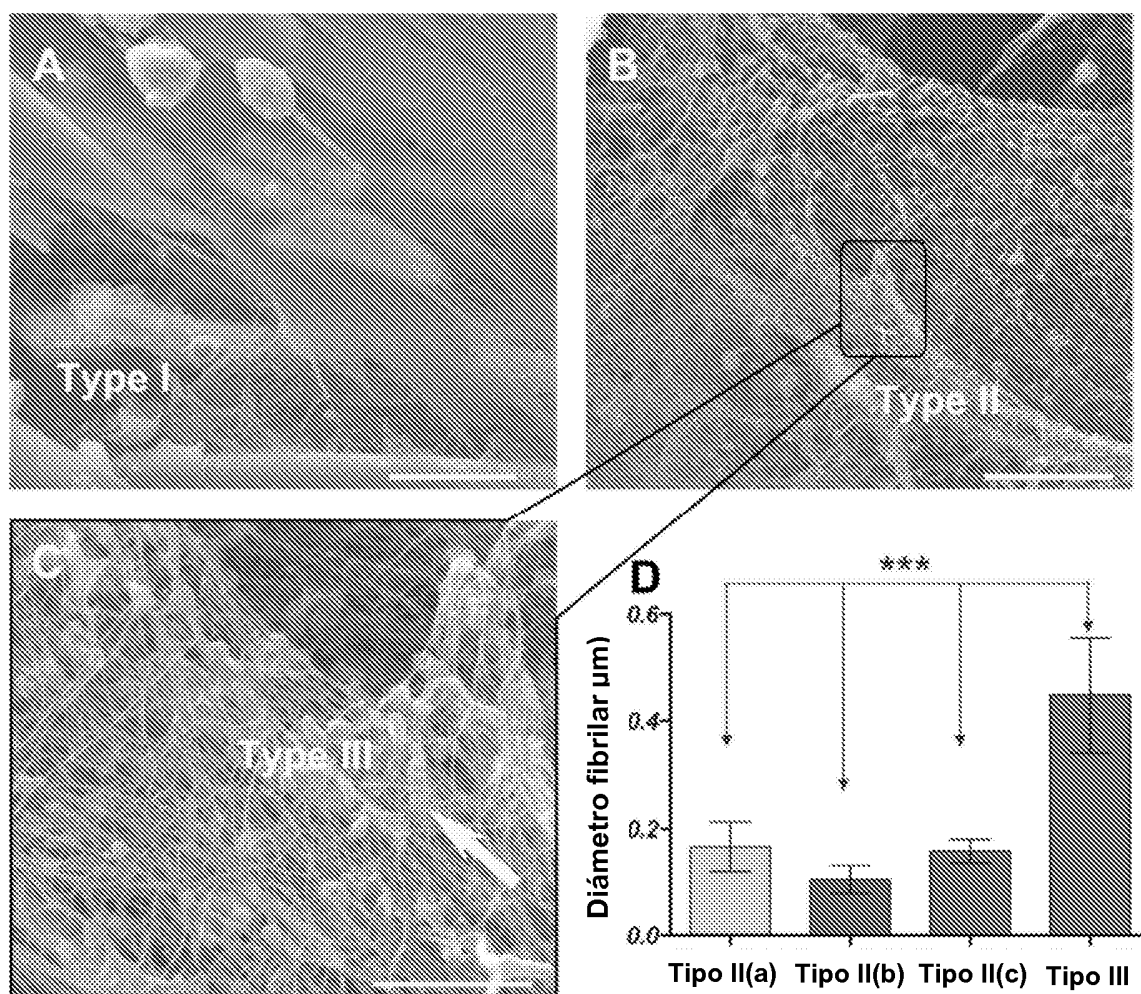 A
Type I
B
Type II
C
Type III
D
***
Diámetro fibrilar µm)
0.6
0.4
0.2
0.0
Tipo II(a) Tipo II(b) Tipo II(c) Tipo III